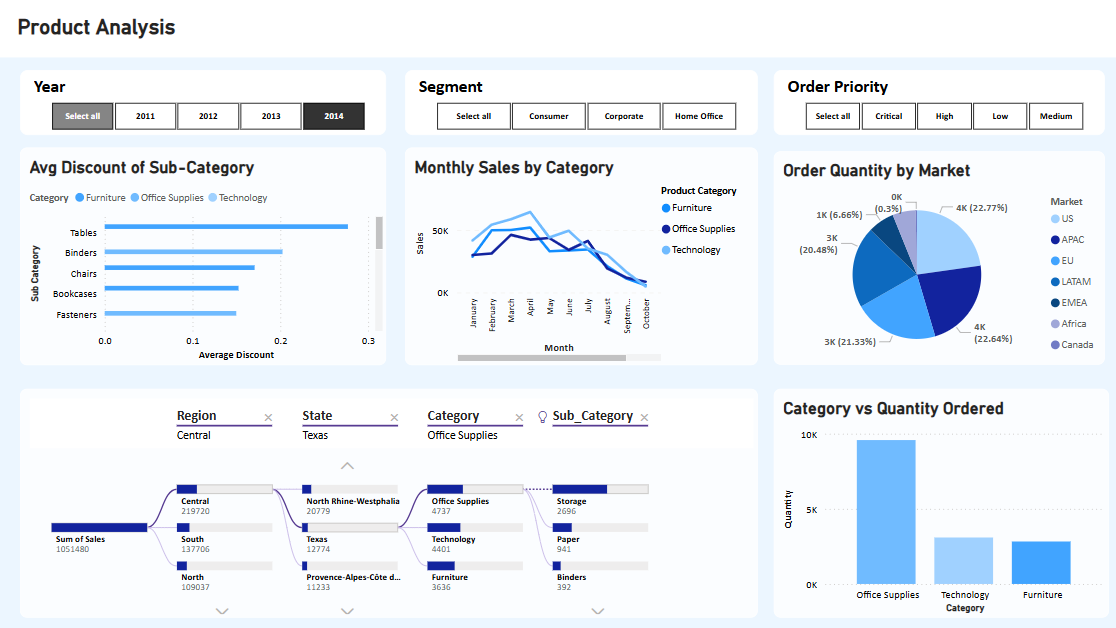 Product Analysis
Year
Select all 2011 2012 2013 2014
Segment
Select all Consumer Corporate Home Office
Order Priority
Select all Critical High Low Medium
Avg Discount of Sub-Category
Category Furniture Office Supplies Technology
Sub Category
Tables
Binders
Chairs
Bookcases
Fasteners
0.0 0.1 0.2 0.3
Average Discount
Monthly Sales by Category
Sales
50K
0K
January February March April May June July August Septem... October
Month
Product Category
Furniture
Office Supplies
Technology
Order Quantity by Market
0K
(0.3%)
4K (22.77%)
1K (6.66%)
3K
(20.48%)
3K (21.33%)
4K
(22.64%)
Market
US
APAC
EU
LATAM
EMEA
Africa
Canada
Region State Category Sub_Category
Central Texas Office Supplies
Sum of Sales
1051480
Central
219720
South
137706
North
109037
North Rhine-Westphalia
20779
Texas
12774
Provence-Alpes-Côte d...
11233
Office Supplies
4737
Technology
4401
Furniture
3636
Storage
2696
Paper
941
Binders
392
Category vs Quantity Ordered
Quantity
10K
5K
0K
Office Supplies Technology Furniture
Category